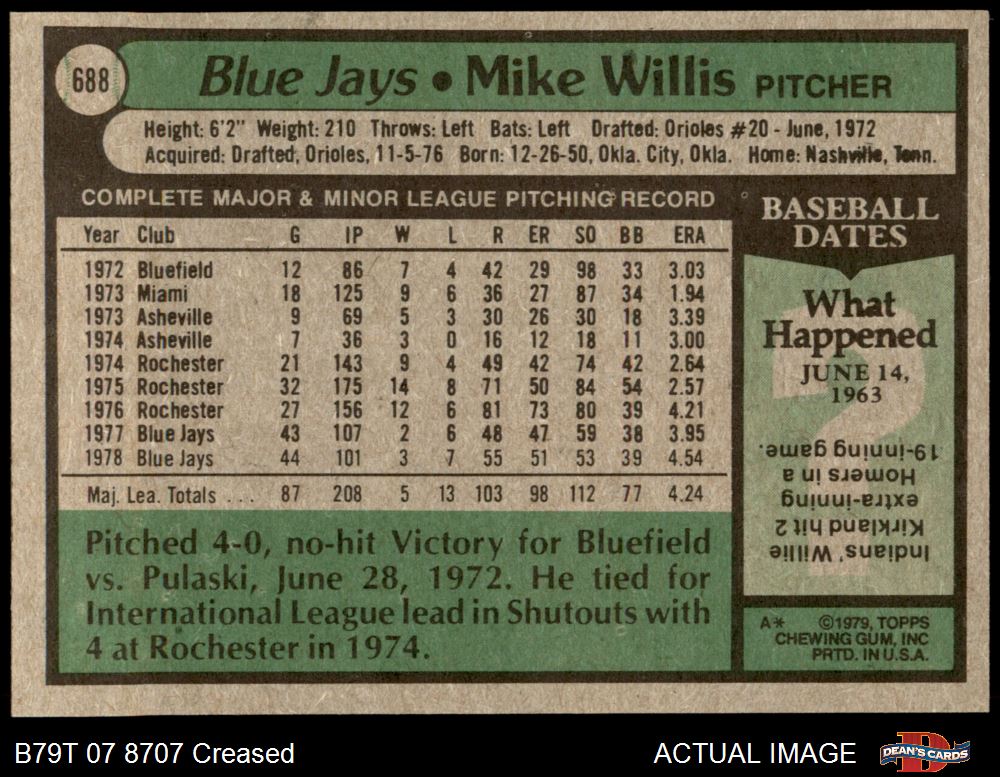 688
Blue Jays • Mike Willis PITCHER
Height: 6'2" Weight: 210 Throws: Left Bats: Left Drafted: Orioles #20 - June, 1972
Acquired: Drafted, Orioles, 11-5-76 Born: 12-26-50, Okla. City, Okla. Home: Nashville, Tenn.
COMPLETE MAJOR & MINOR LEAGUE PITCHING RECORD
Year Club G IP W L R ER SO BB ERA
1972 Bluefield 12 86 7 4 42 29 98 33 3.03
1973 Miami 18 125 9 6 36 27 87 34 1.94
1973 Asheville 9 69 5 3 30 26 30 18 3.39
1974 Asheville 7 36 3 0 16 12 18 11 3.00
1974 Rochester 21 143 9 4 49 42 74 42 2.64
1975 Rochester 32 175 14 8 71 50 84 54 2.57
1976 Rochester 27 156 12 6 81 73 80 39 4.21
1977 Blue Jays 43 107 2 6 48 47 59 38 3.95
1978 Blue Jays 44 101 3 7 55 51 53 39 4.54
Maj. Lea. Totals . . . 87 208 5 13 103 98 112 77 4.24
Pitched 4-0, no-hit Victory for Bluefield
vs. Pulaski, June 28, 1972. He tied for
International League lead in Shutouts with
4 at Rochester in 1974.
BASEBALL
DATES
What
Happened
JUNE 14,
1963
Indians' Willie
Kirkland hit 2
extra-inning
Homers in a
19-inning game.
A* ©1979, TOPPS
CHEWING GUM, INC
PRTD. IN U.S.A.
B79T 07 8707 Creased
ACTUAL IMAGE
DEAN'S CARDS